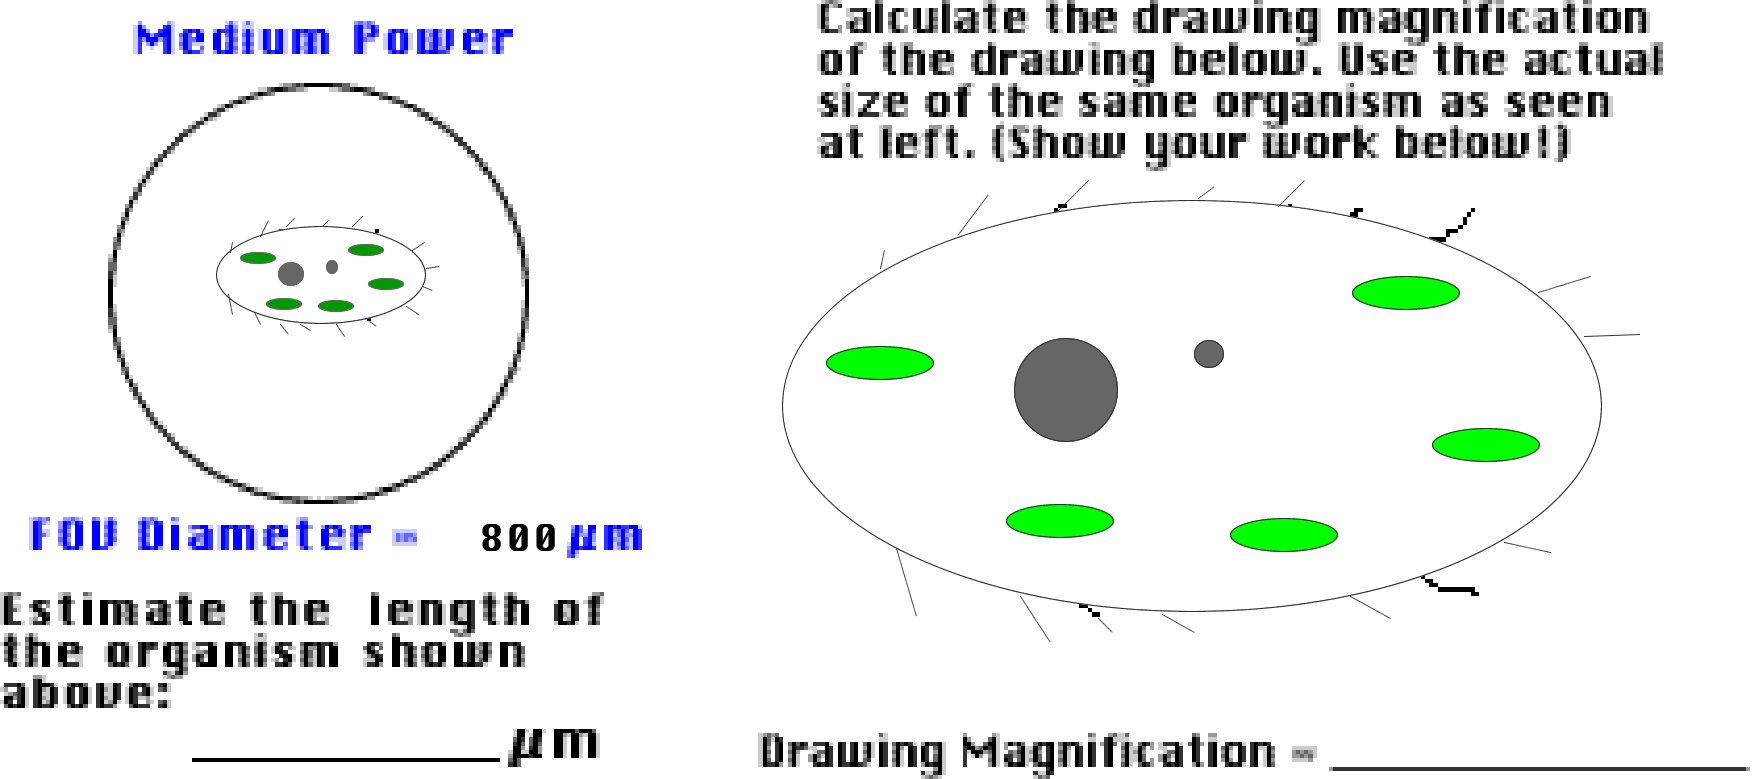 Medium Power
FOV Diameter = 800 µm
Estimate the length of
the organism shown
above:
µm
Calculate the drawing magnification
of the drawing below. Use the actual
size of the same organism as seen
at left. (Show your work below!)
Drawing Magnification =